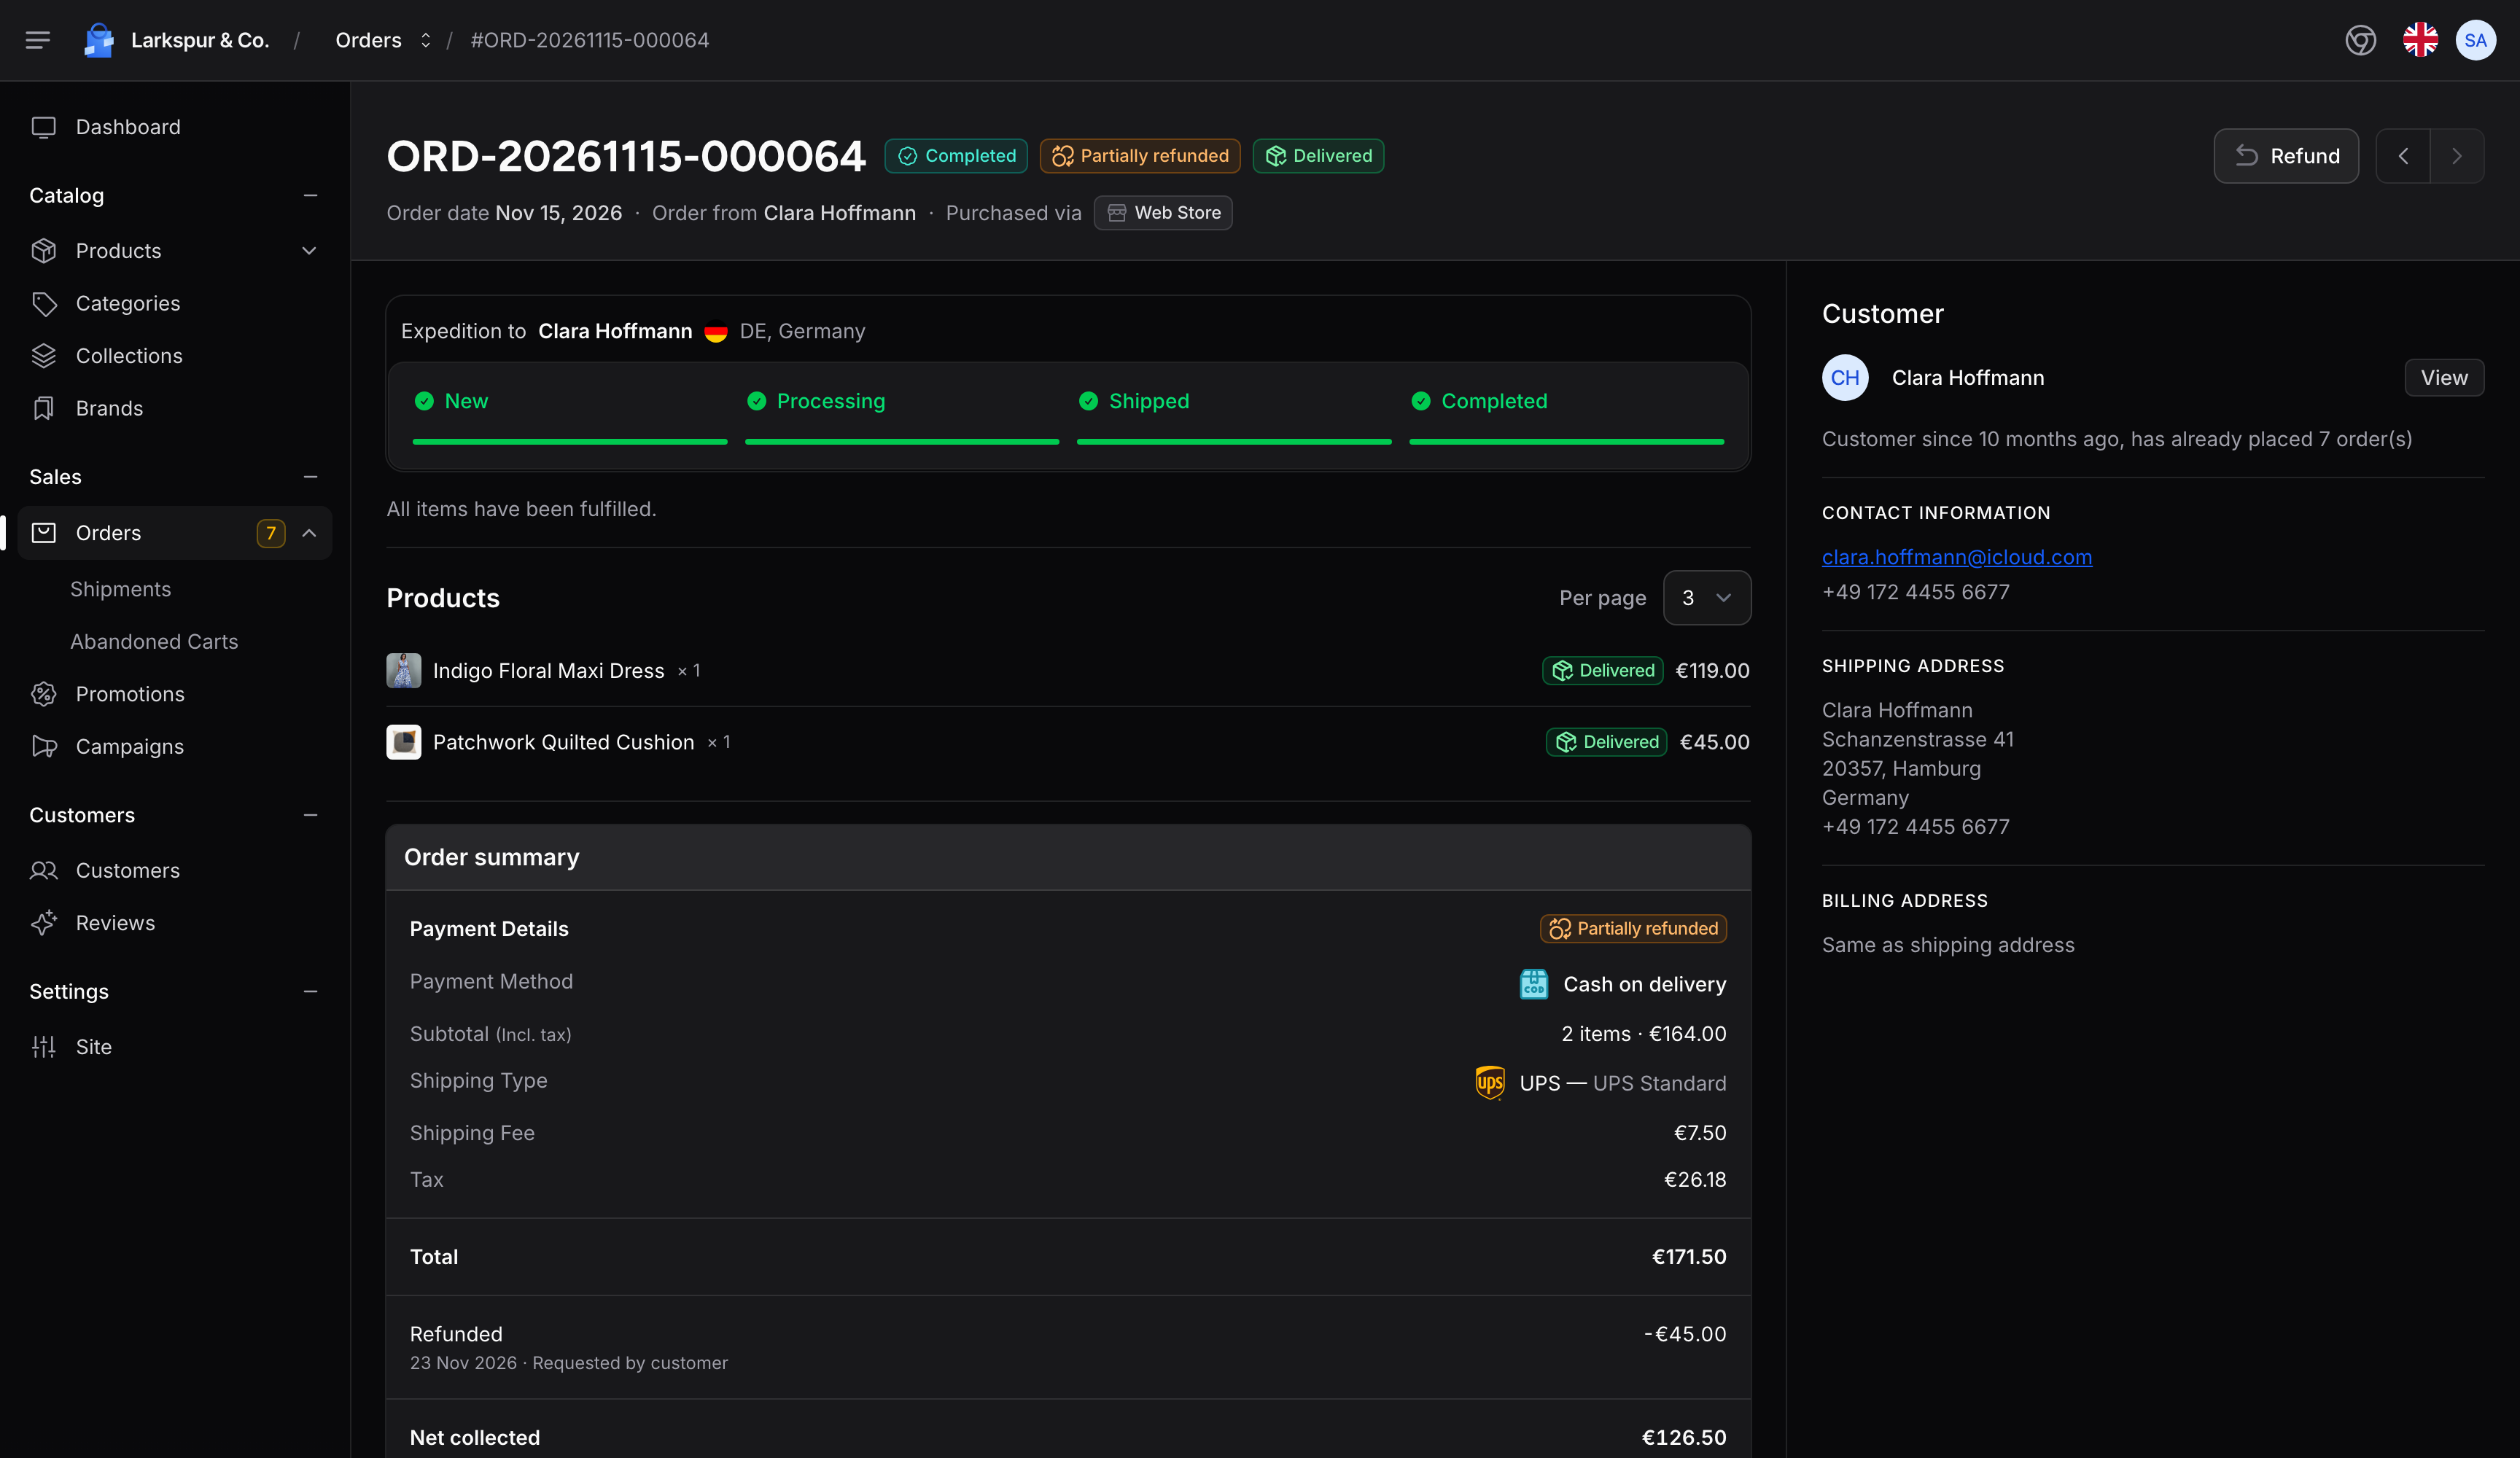 Larkspur & Co. / Orders / #ORD-20261115-000064
SA
Dashboard
Catalog
Products
Categories
Collections
Brands
Sales
Orders 7
Shipments
Abandoned Carts
Promotions
Campaigns
Customers
Customers
Reviews
Settings
Site
ORD-20261115-000064 Completed Partially refunded Delivered
Refund
Order date Nov 15, 2026 · Order from Clara Hoffmann · Purchased via Web Store
Expedition to Clara Hoffmann DE, Germany
New Processing Shipped Completed
All items have been fulfilled.
Products Per page 3
Indigo Floral Maxi Dress × 1 Delivered €119.00
Patchwork Quilted Cushion × 1 Delivered €45.00
Order summary
Payment Details Partially refunded
Payment Method COD Cash on delivery
Subtotal (Incl. tax) 2 items · €164.00
Shipping Type ups UPS — UPS Standard
Shipping Fee €7.50
Tax €26.18
Total €171.50
Refunded -€45.00
23 Nov 2026 · Requested by customer
Net collected €126.50
Customer
CH Clara Hoffmann View
Customer since 10 months ago, has already placed 7 order(s)
CONTACT INFORMATION
clara.hoffmann@icloud.com
+49 172 4455 6677
SHIPPING ADDRESS
Clara Hoffmann
Schanzenstrasse 41
20357, Hamburg
Germany
+49 172 4455 6677
BILLING ADDRESS
Same as shipping address